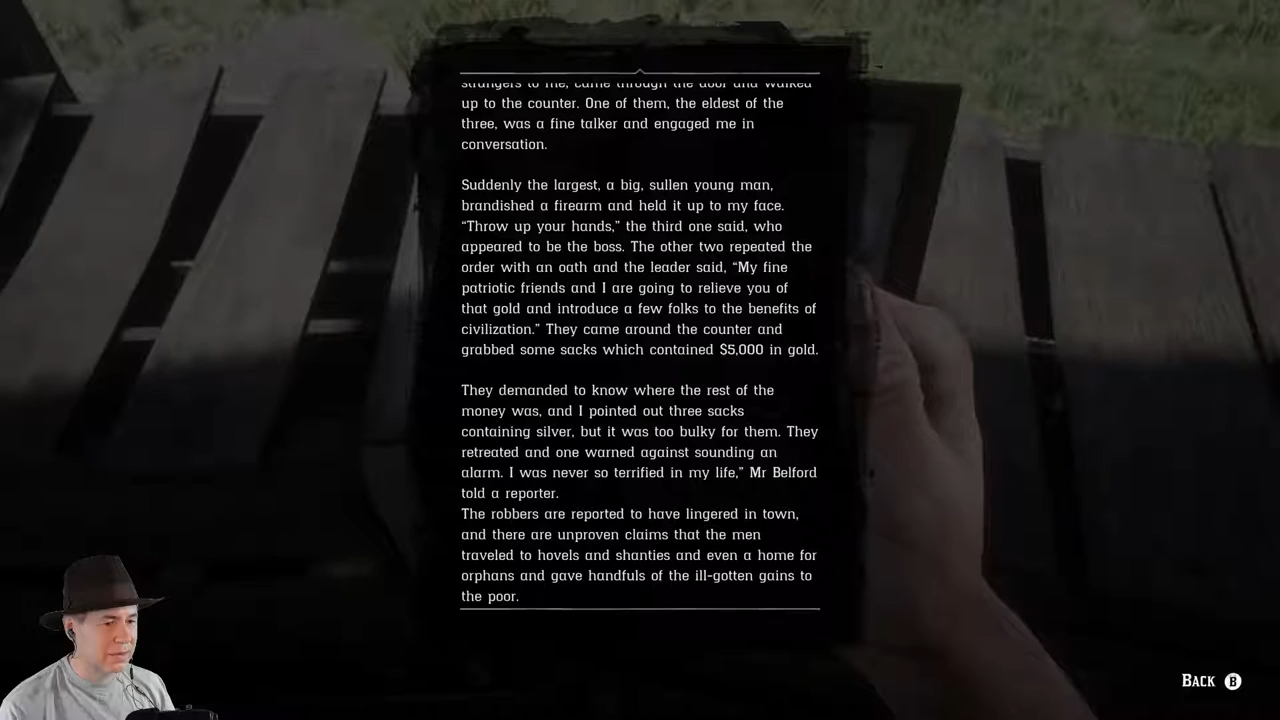 strangers to me, came through the door and walked
up to the counter. One of them, the eldest of the
three, was a fine talker and engaged me in
conversation.
Suddenly the largest, a big, sullen young man,
brandished a firearm and held it up to my face.
“Throw up your hands,” the third one said, who
appeared to be the boss. The other two repeated the
order with an oath and the leader said, “My fine
patriotic friends and I are going to relieve you of
that gold and introduce a few folks to the benefits of
civilization.” They came around the counter and
grabbed some sacks which contained $5,000 in gold.
They demanded to know where the rest of the
money was, and I pointed out three sacks
containing silver, but it was too bulky for them. They
retreated and one warned against sounding an
alarm. I was never so terrified in my life,” Mr Belford
told a reporter.
The robbers are reported to have lingered in town,
and there are unproven claims that the men
traveled to hovels and shanties and even a home for
orphans and gave handfuls of the ill-gotten gains to
the poor.
BACK B